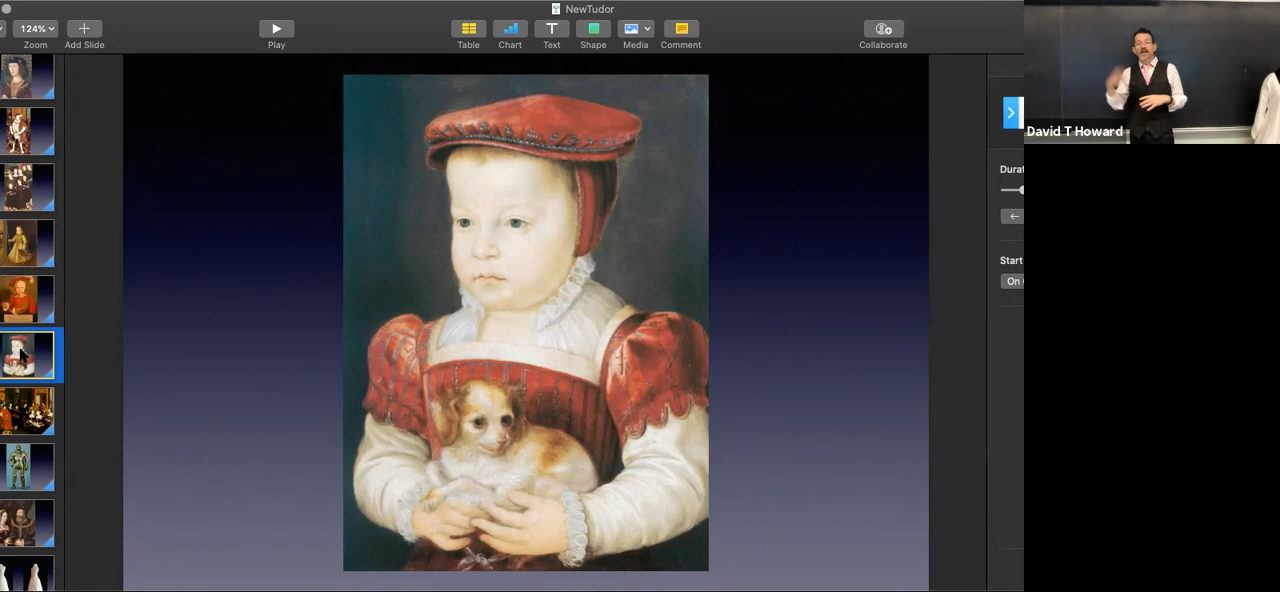 NewTudor
124%
Zoom
Add Slide
Play
Table
Chart
Text
Shape
Media
Comment
Collaborate
David T Howard
Durat
Start
On